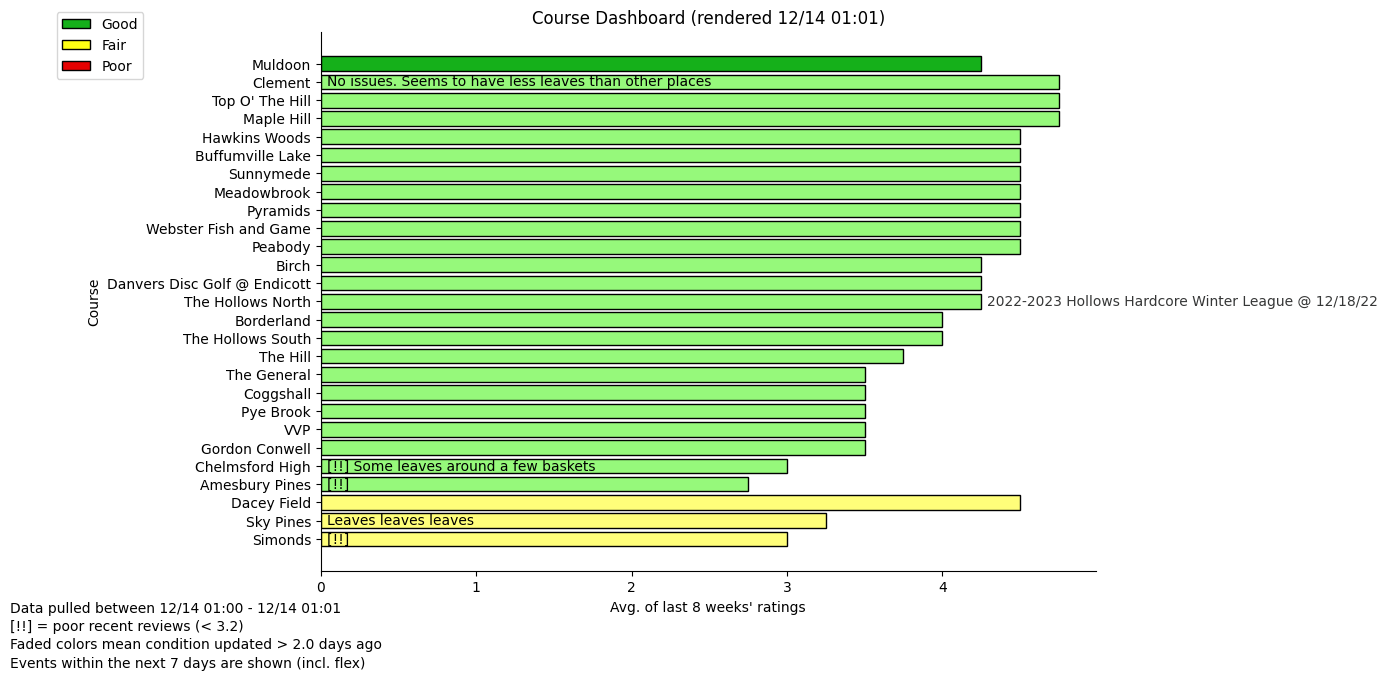 Course Dashboard (rendered 12/14 01:01)
Good
Fair
Poor
Muldoon
Clement
No issues. Seems to have less leaves than other places
Top O' The Hill
Maple Hill
Hawkins Woods
Buffumville Lake
Sunnymede
Meadowbrook
Pyramids
Webster Fish and Game
Peabody
Birch
Danvers Disc Golf @ Endicott
The Hollows North
2022-2023 Hollows Hardcore Winter League @ 12/18/22
Borderland
The Hollows South
The Hill
The General
Coggshall
Pye Brook
VVP
Gordon Conwell
Chelmsford High
[!!] Some leaves around a few baskets
Amesbury Pines
[!!]
Dacey Field
Sky Pines
Leaves leaves leaves
Simonds
[!!]
Course
0 1 2 3 4
Avg. of last 8 weeks' ratings
Data pulled between 12/14 01:00 - 12/14 01:01
[!!] = poor recent reviews (< 3.2)
Faded colors mean condition updated > 2.0 days ago
Events within the next 7 days are shown (incl. flex)